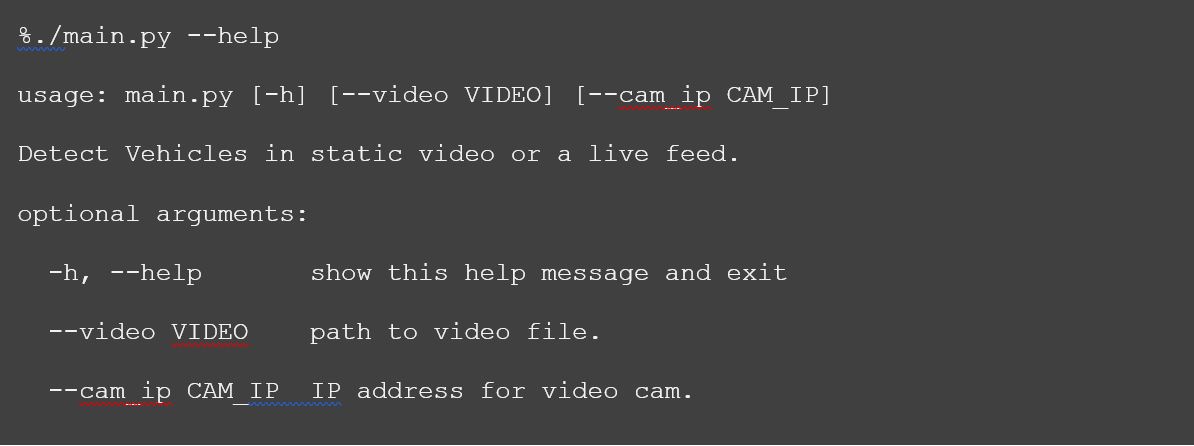 %./main.py --help
usage: main.py [-h] [--video VIDEO] [--cam_ip CAM_IP]
Detect Vehicles in static video or a live feed.
optional arguments:
  -h, --help       show this help message and exit
  --video VIDEO    path to video file.
  --cam_ip CAM_IP  IP address for video cam.